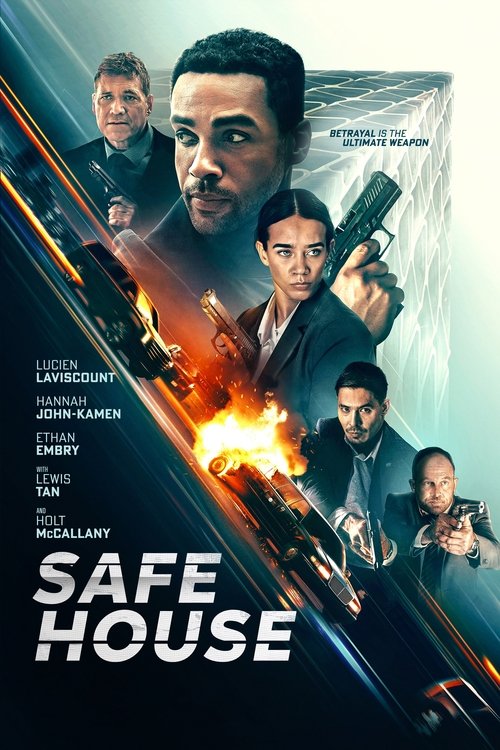 BETRAYAL IS THE
ULTIMATE WEAPON
LUCIEN
LAVISCOUNT
HANNAH
JOHN-KAMEN
ETHAN
EMBRY
WITH
LEWIS
TAN
AND
HOLT
McCALLANY
SAFE
HOUSE